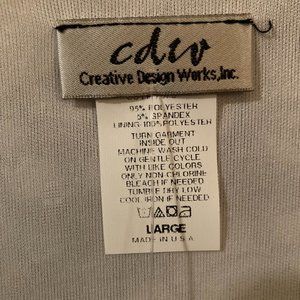 cdw
Creative Design Works,Inc.
95% POLYESTER
5% SPANDEX
LINING-100% POLYESTER
TURN GARMENT
INSIDE OUT
MACHINE WASH COLD
ON GENTLE CYCLE
WITH LIKE COLORS
ONLY NON CHLORINE
BLEACH IF NEEDED
TUMBLE DRY LOW
COOL IRON IF NEEDED
LARGE
MADE IN U.S.A